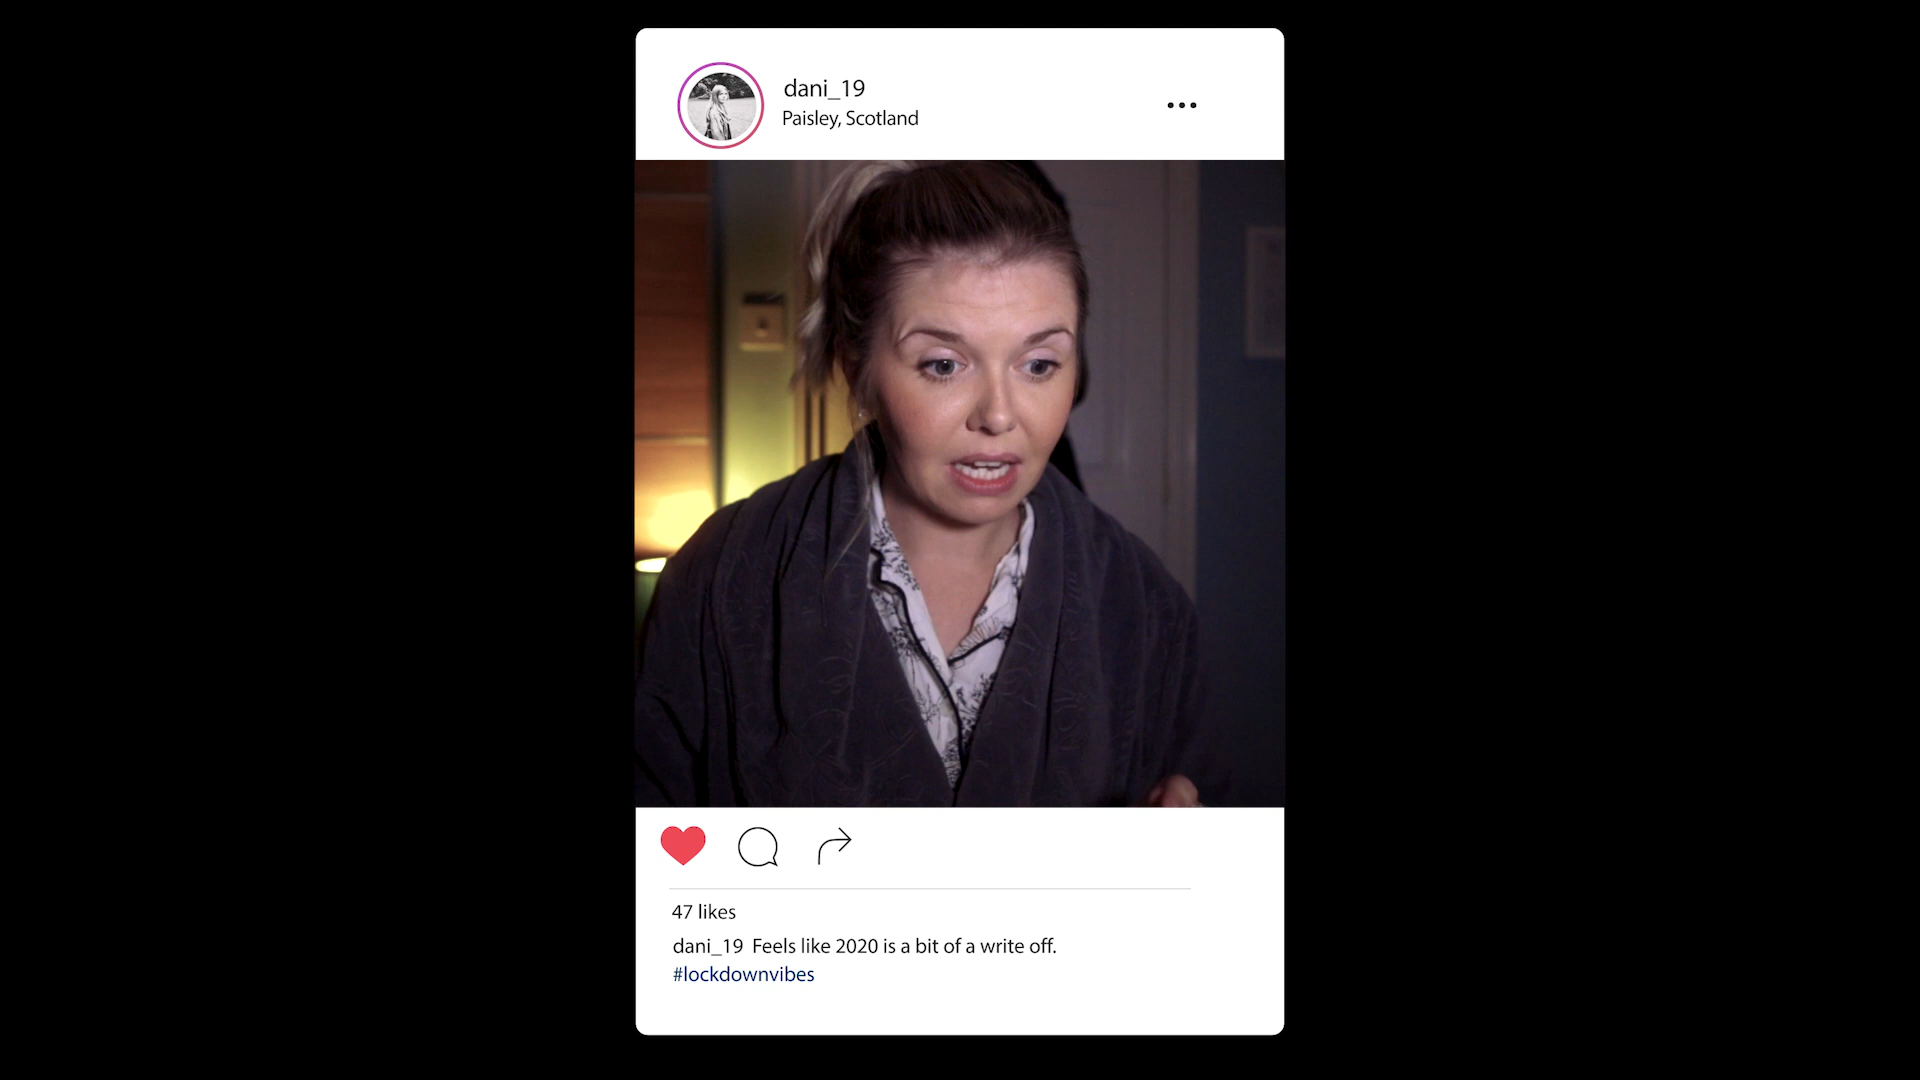 dani_19
Paisley, Scotland
47 likes
dani_19 Feels like 2020 is a bit of a write off.
#lockdownvibes